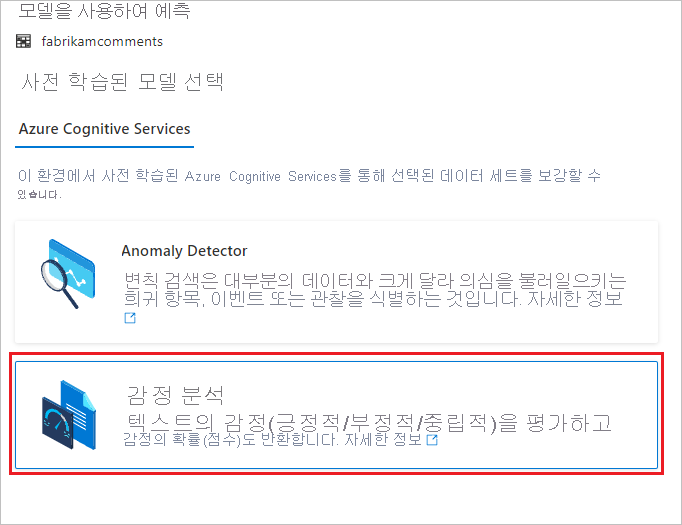 모델을 사용하여 예측
fabrikamcomments
사전 학습된 모델 선택
Azure Cognitive Services
이 환경에서 사전 학습된 Azure Cognitive Services를 통해 선택된 데이터 세트를 보강할 수
있습니다.
Anomaly Detector
변칙 검색은 대부분의 데이터와 크게 달라 의심을 불러일으키는
희귀 항목, 이벤트 또는 관찰을 식별하는 것입니다. 자세한 정보
감정 분석
텍스트의 감정(긍정적/부정적/중립적)을 평가하고
감정의 확률(점수)도 반환합니다. 자세한 정보